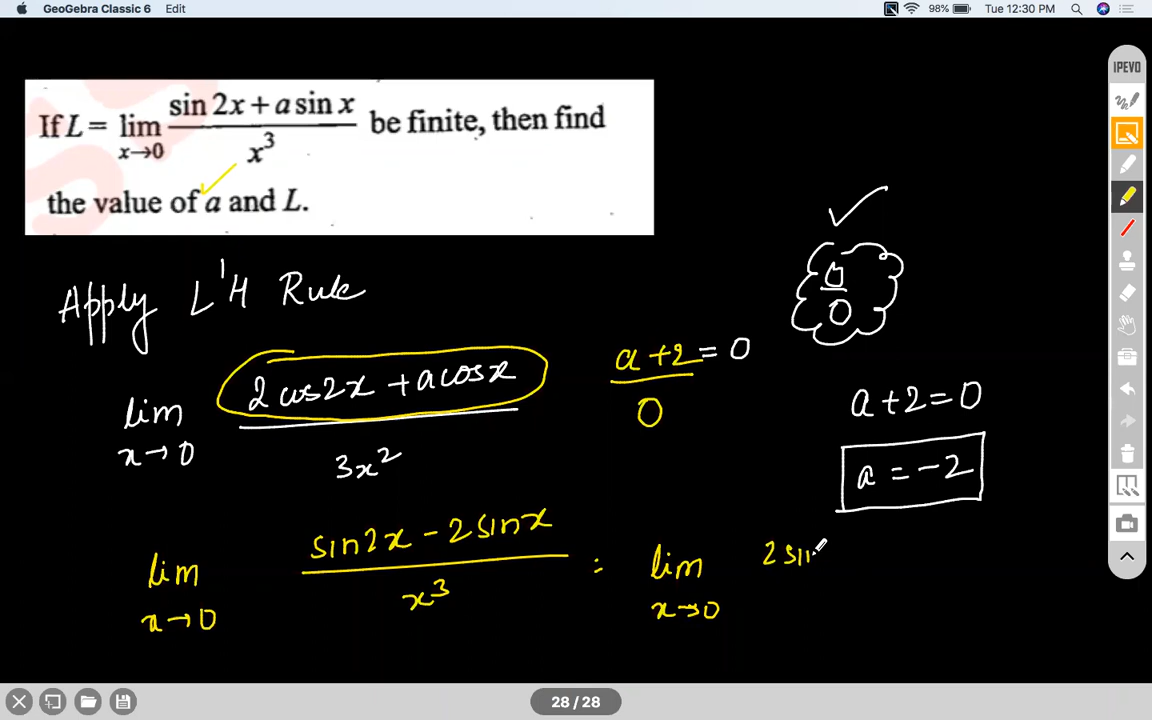 GeoGebra Classic 6 Edit 98% Tue 12:30 PM
IPEVO
If L = lim x→0 (sin 2x + a sin x)/x³ be finite, then find
the value of a and L.
Apply L'H Rule
0/0
lim x→0 (2cos2x + acosx)/3x²
(a+2)/0 = 0
a+2=0
a = -2
lim x→0 (sin2x - 2sinx)/x³ = lim x→0 2sin
28 / 28